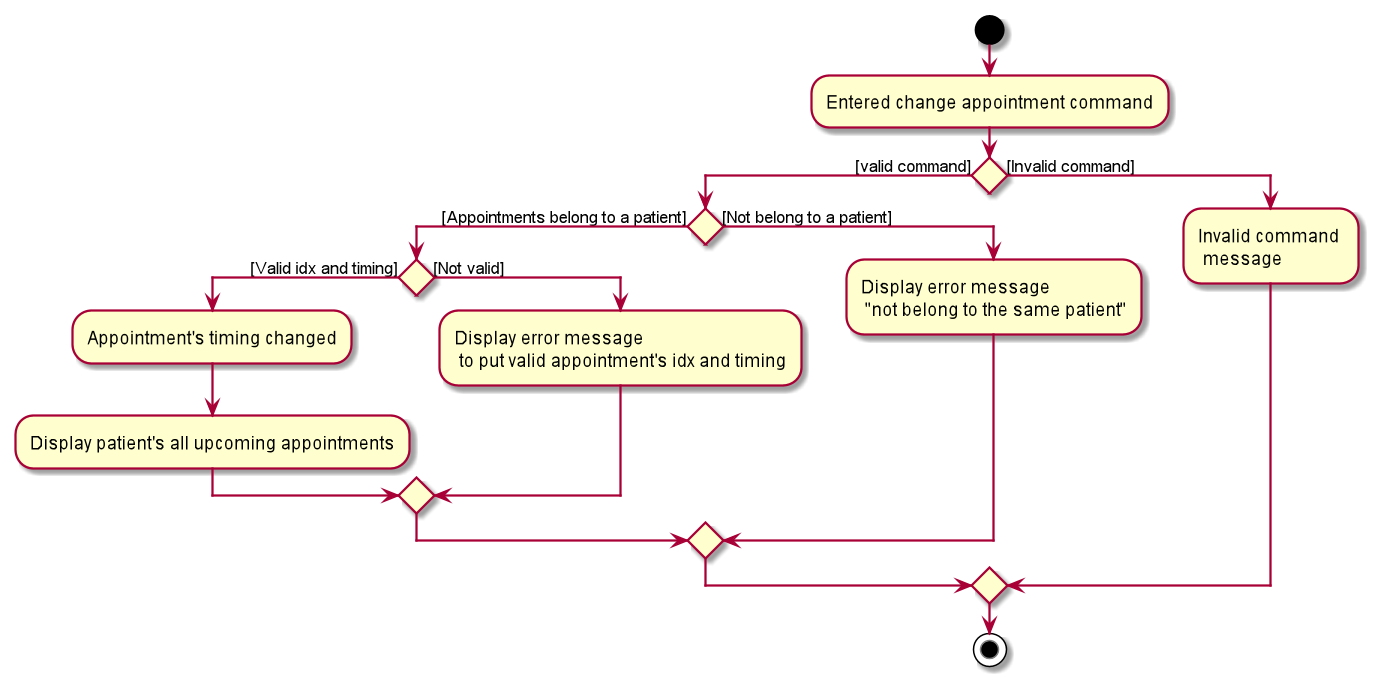 Entered change appointment command
[valid command]
[Invalid command]
[Appointments belong to a patient]
[Not belong to a patient]
Invalid command
message
[Valid idx and timing]
[Not valid]
Display error message
"not belong to the same patient"
Appointment's timing changed
Display error message
to put valid appointment's idx and timing
Display patient's all upcoming appointments